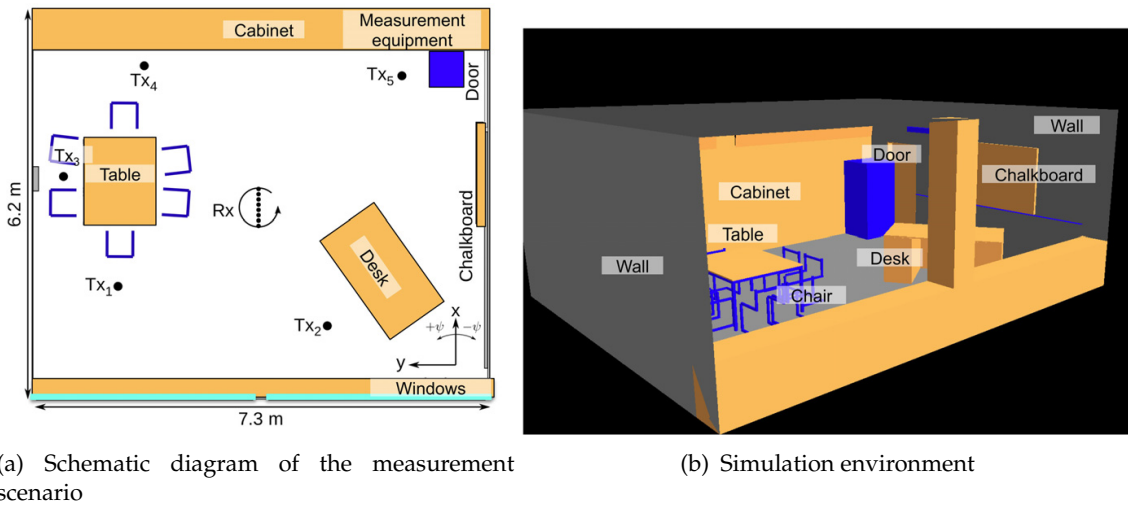 Cabinet
Measurement
equipment
Tx4
Tx5
Door
Tx3
Table
Rx
Chalkboard
6.2 m
Desk
Tx1
Tx2
x
+ψ
-ψ
y
Windows
7.3 m
Wall
Door
Chalkboard
Cabinet
Table
Wall
Desk
Chair
(a) Schematic diagram of the measurement
scenario
(b) Simulation environment